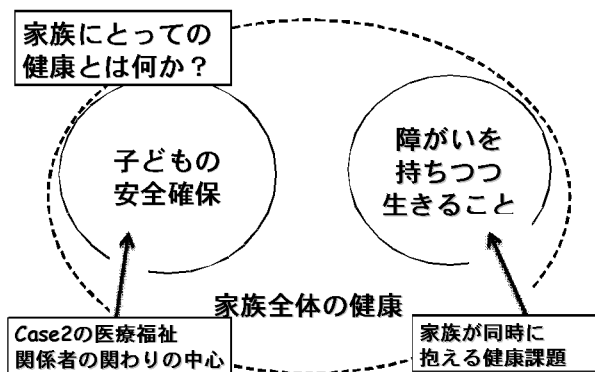 家族にとっての
健康とは何か？
子どもの
安全確保
障がいを
持ちつつ
生きること
家族全体の健康
Case2の医療福祉
関係者の関わりの中心
家族が同時に
抱える健康課題